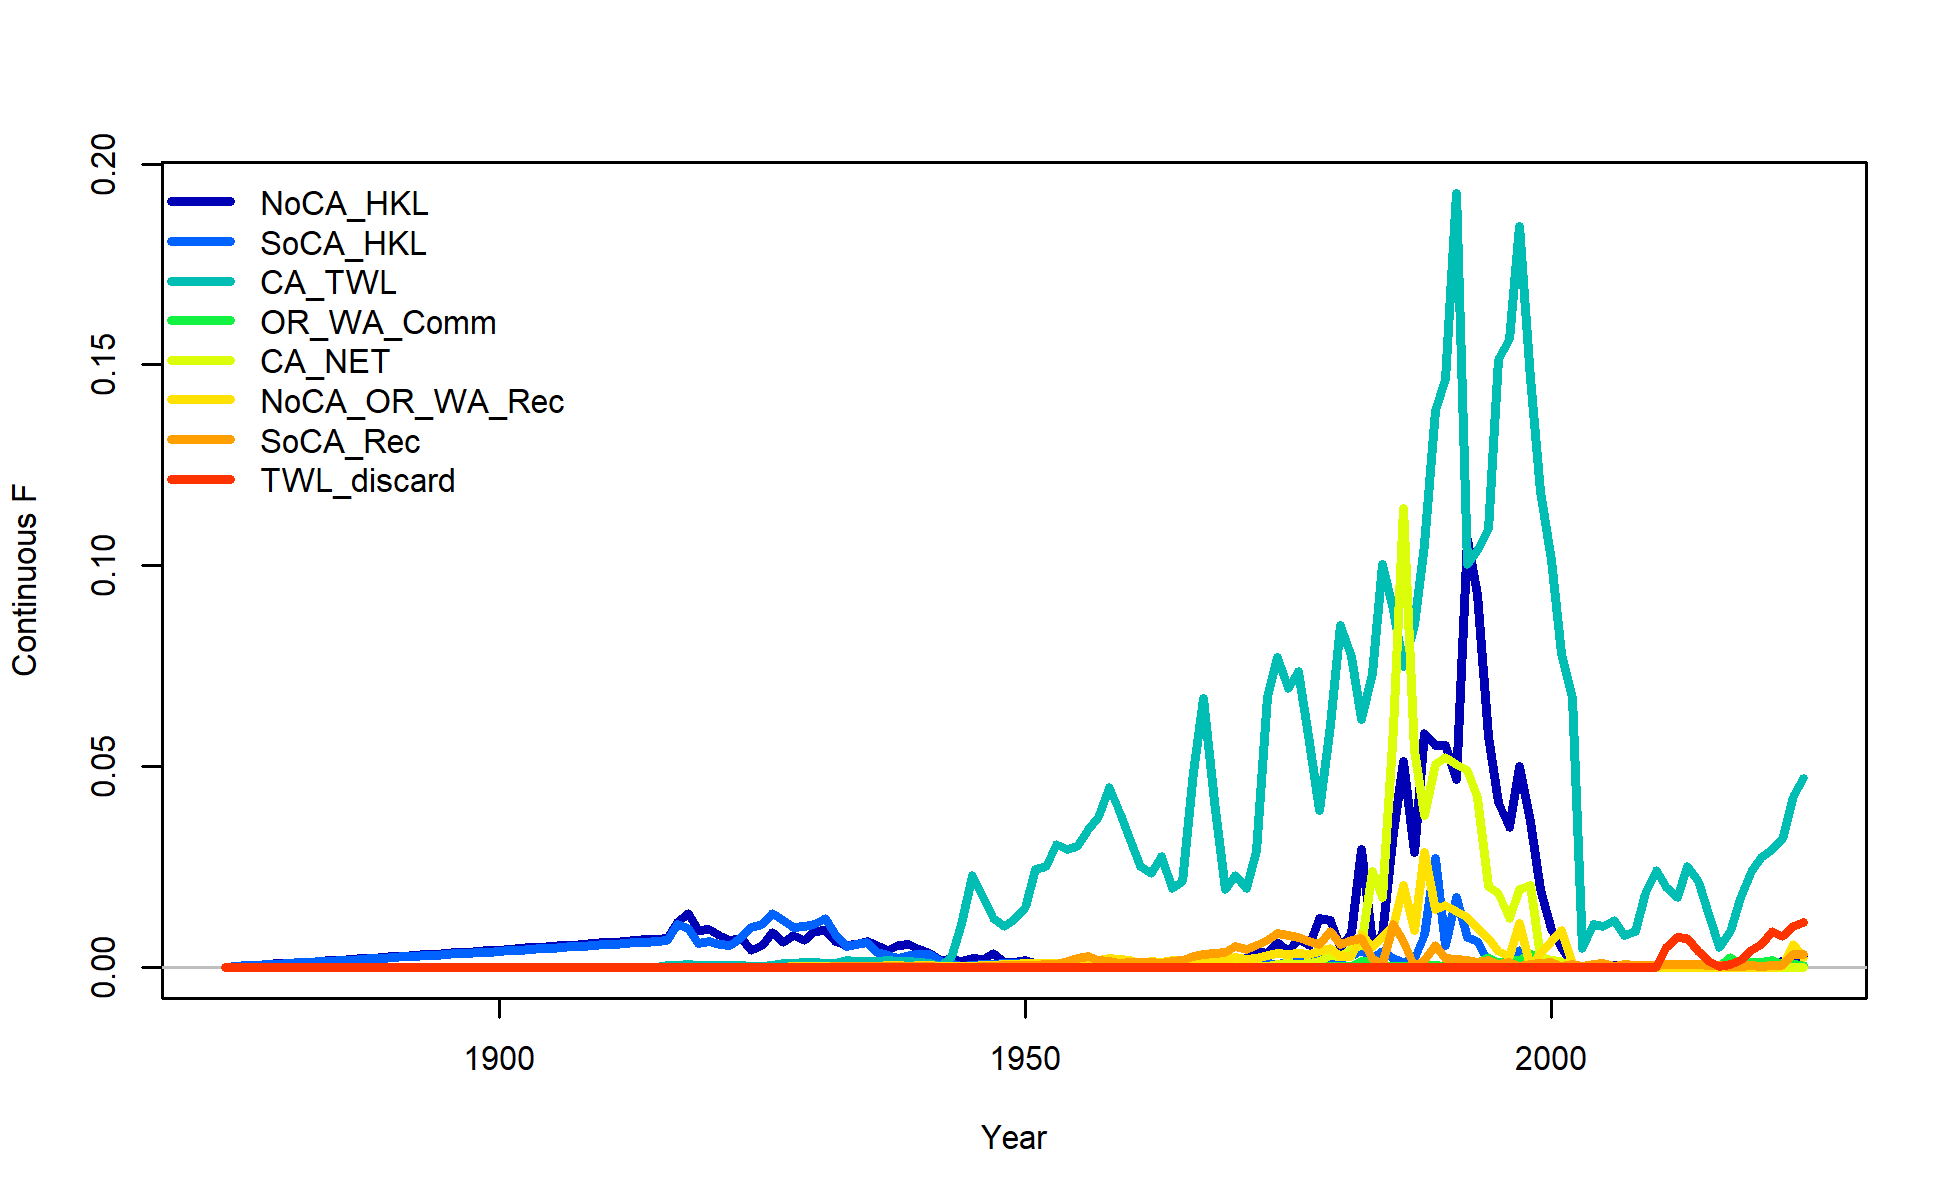 0.20
0.15
0.10
0.05
0.00
Continuous F
NoCA_HKL
SoCA_HKL
CA_TWL
OR_WA_Comm
CA_NET
NoCA_OR_WA_Rec
SoCA_Rec
TWL_discard
1900 1950 2000
Year